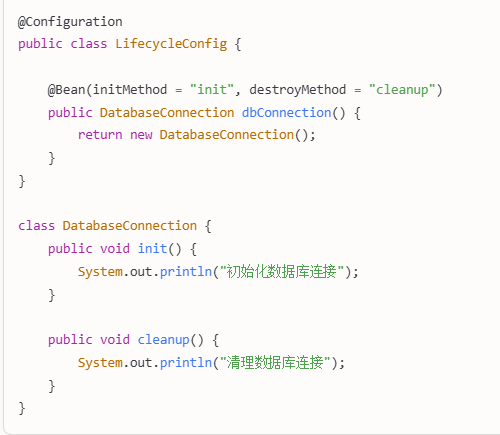 @Configuration
public class LifecycleConfig {
@Bean(initMethod = "init", destroyMethod = "cleanup")
public DatabaseConnection dbConnection() {
return new DatabaseConnection();
}
}
class DatabaseConnection {
public void init() {
System.out.println("初始化数据库连接");
}
public void cleanup() {
System.out.println("清理数据库连接");
}
}